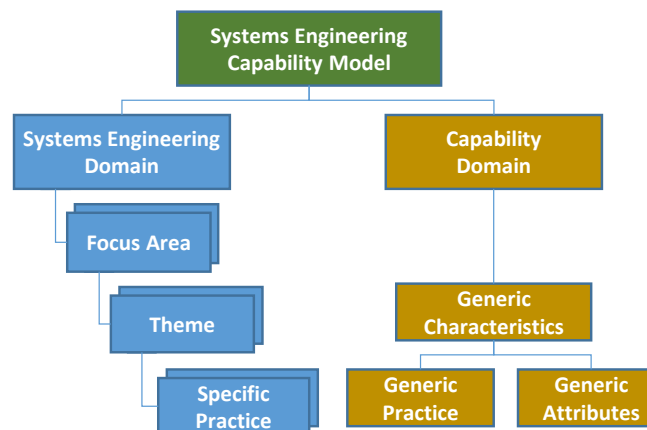 Systems Engineering
Capability Model
Systems Engineering
Domain
Capability
Domain
Focus Area
Theme
Generic
Characteristics
Specific
Practice
Generic
Practice
Generic
Attributes